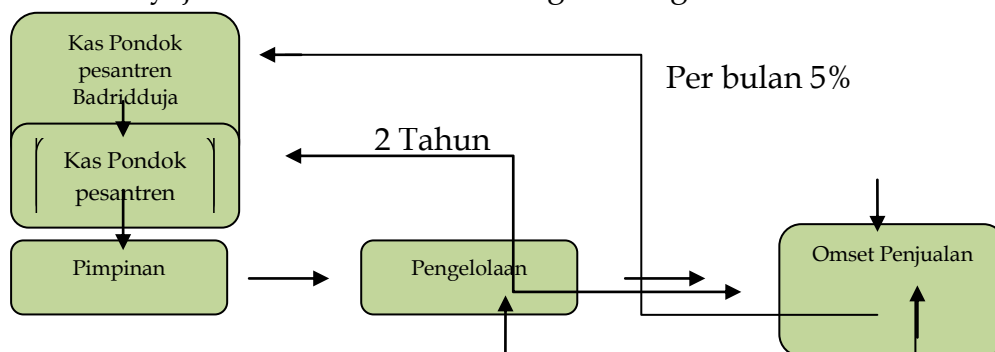 Kas Pondok
pesantren
Badridduja
Per bulan 5%
2 Tahun
Kas Pondok
pesantren
Pimpinan
Pengelolaan
Omset Penjualan